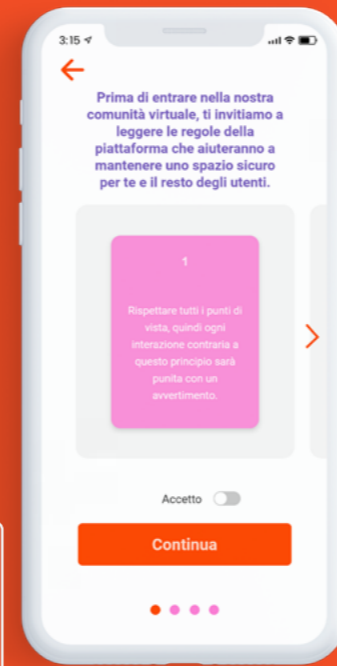 3:15
Prima di entrare nella nostra
comunità virtuale, ti invitiamo a
leggere le regole della
piattaforma che aiuteranno a
mantenere uno spazio sicuro
per te e il resto degli utenti.
1
Rispettare tutti i punti di
vista, quindi ogni
interazione contraria a
questo principio sarà
punita con un
avvertimento.
Accetto
Continua